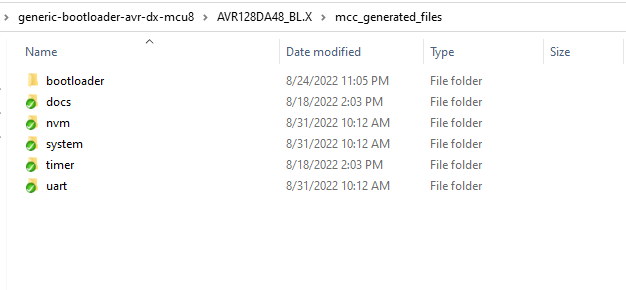 generic-bootloader-avr-dx-mcu8 > AVR128DA48_BL.X > mcc_generated_files
Name Date modified Type Size
bootloader 8/24/2022 11:05 PM File folder
docs 8/18/2022 2:03 PM File folder
nvm 8/31/2022 10:12 AM File folder
system 8/31/2022 10:12 AM File folder
timer 8/18/2022 2:03 PM File folder
uart 8/31/2022 10:12 AM File folder